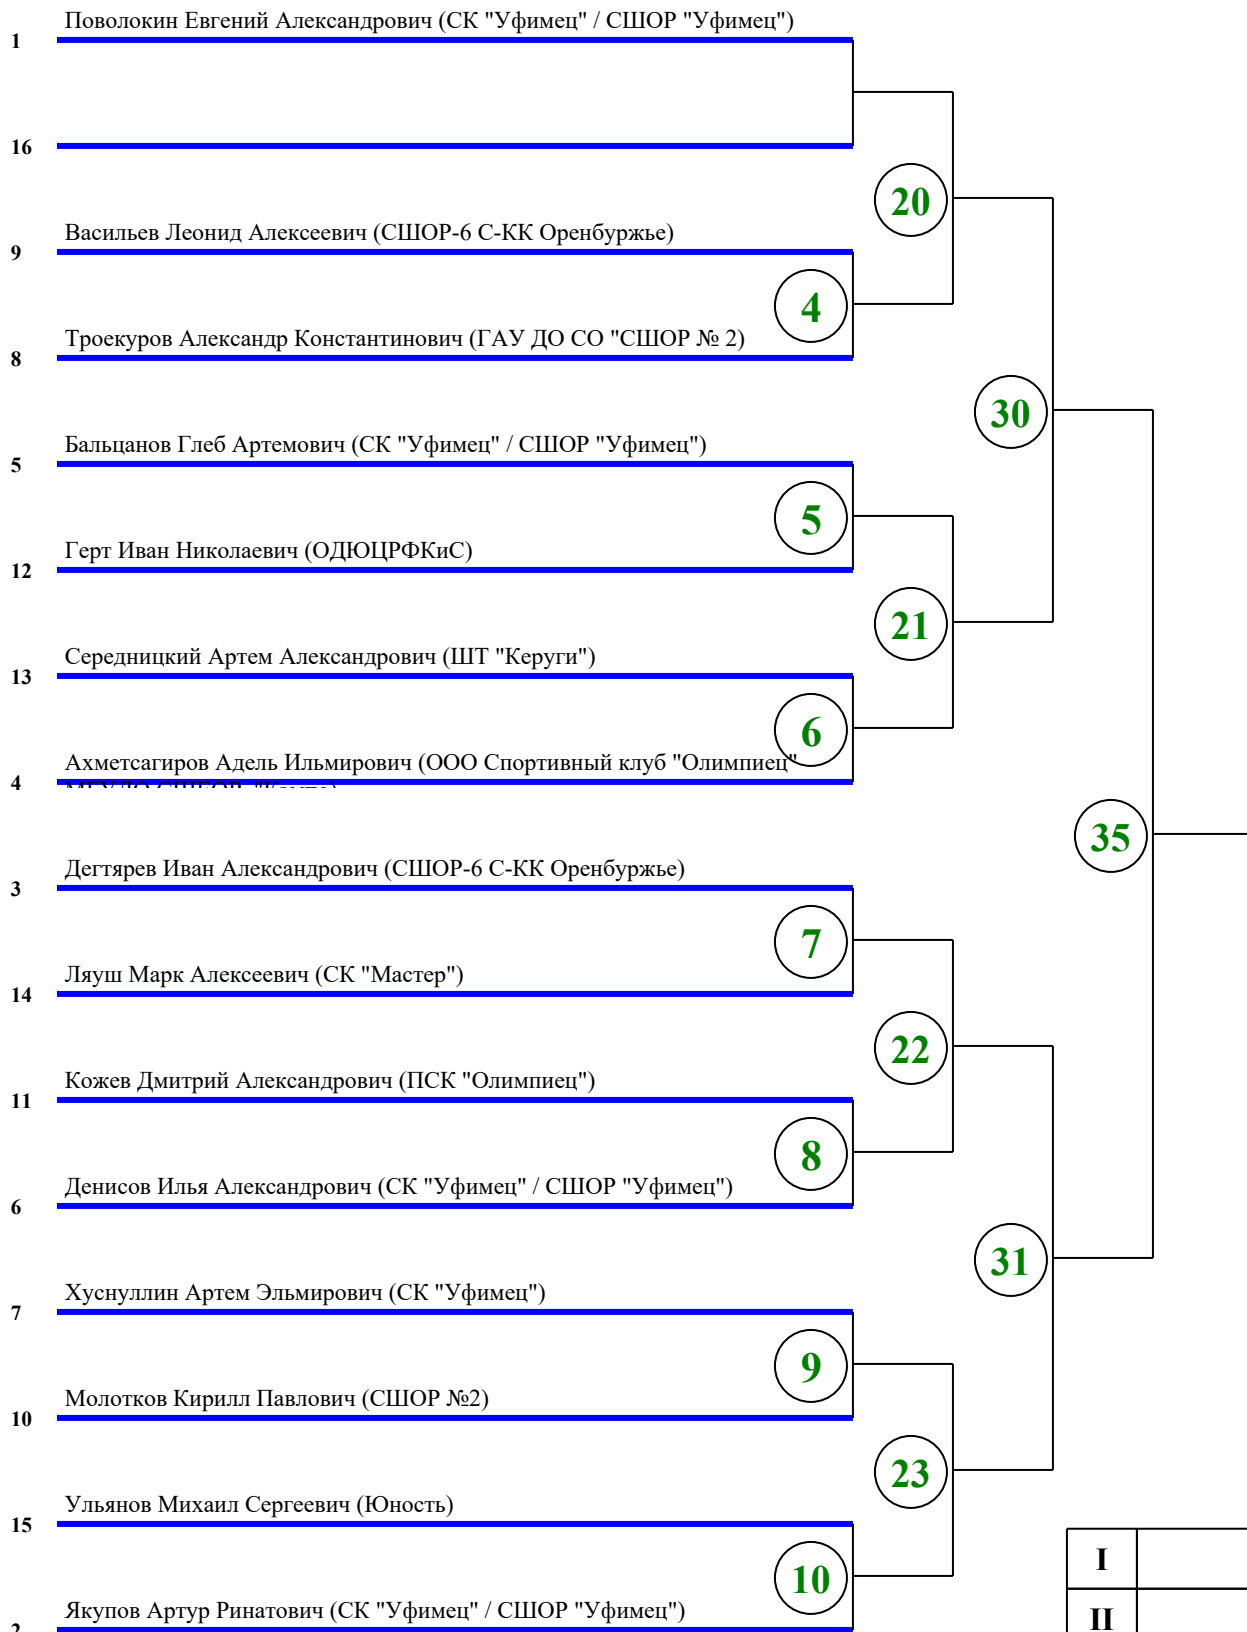 Поволокин Евгений Александрович (СК "Уфимец" / СШОР "Уфимец")
1
16
20
Васильев Леонид Алексеевич (СШОР-6 С-КК Оренбуржье)
9
4
Троекуров Александр Константинович (ГАУ ДО СО "СШОР № 2)
8
30
Бальцанов Глеб Артемович (СК "Уфимец" / СШОР "Уфимец")
5
5
Герт Иван Николаевич (ОДЮЦРФКиС)
12
21
Середницкий Артем Александрович (ШТ "Керуги")
13
6
Ахметсагиров Адель Ильмирович (ООО Спортивный клуб "Олимпиец"
4
35
Дегтярев Иван Александрович (СШОР-6 С-КК Оренбуржье)
3
7
Ляуш Марк Алексеевич (СК "Мастер")
14
22
Кожев Дмитрий Александрович (ПСК "Олимпиец")
11
8
Денисов Илья Александрович (СК "Уфимец" / СШОР "Уфимец")
6
31
Хуснуллин Артем Эльмирович (СК "Уфимец")
7
9
Молотков Кирилл Павлович (СШОР №2)
10
23
Ульянов Михаил Сергеевич (Юность)
15
I
10
Якупов Артур Ринатович (СК "Уфимец" / СШОР "Уфимец")
II
2